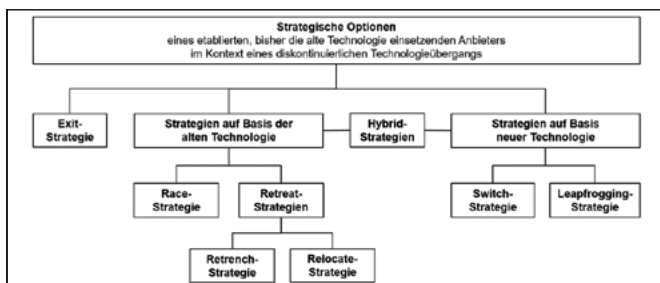 Strategische Optionen
eines etablierten, bisher die alte Technologie einsetzenden Anbieters
im Kontext eines diskontinuierlichen Technologieübergangs
Exit-
Strategie
Strategien auf Basis der
alten Technologie
Hybrid-
Strategien
Strategien auf Basis
neuer Technologie
Race-
Strategie
Retreat-
Strategien
Switch-
Strategie
Leapfrogging-
Strategie
Retrench-
Strategie
Relocate-
Strategie